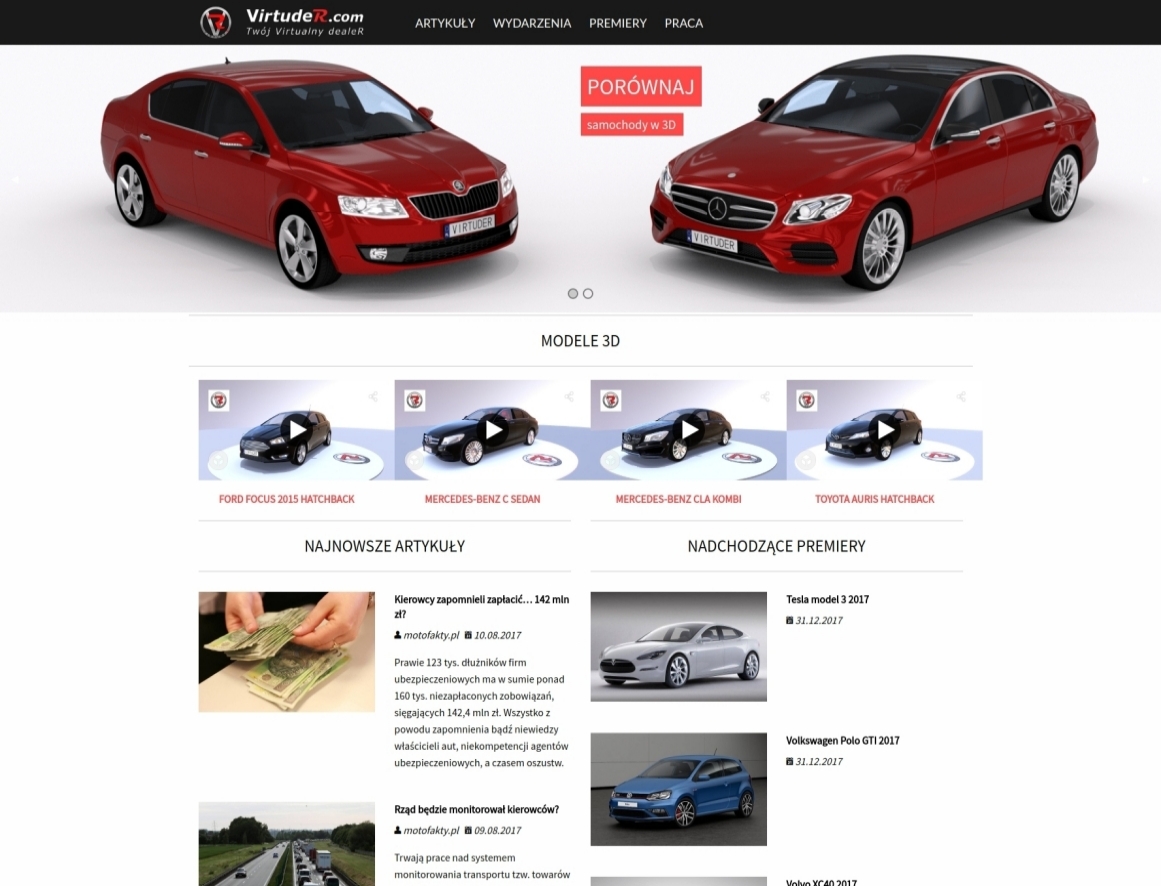 VirtudeR.com
Twój Virtualny dealeR
ARTYKUŁY WYDARZENIA PREMIERY PRACA
PORÓWNAJ
samochody w 3D
VIRTUDER
VIRTUDER
MODELE 3D
FORD FOCUS 2015 HATCHBACK
MERCEDES-BENZ C SEDAN
MERCEDES-BENZ CLA KOMBI
TOYOTA AURIS HATCHBACK
NAJNOWSZE ARTYKUŁY
Kierowcy zapomnieli zapłacić… 142 mln
zł?
motofakty.pl 10.08.2017
Prawie 123 tys. dłużników firm
ubezpieczeniowych ma w sumie ponad
160 tys. niezapłaconych zobowiązań,
sięgających 142,4 mln zł. Wszystko z
powodu zapomnienia bądź niewiedzy
właścicieli aut, niekompetencji agentów
ubezpieczeniowych, a czasem oszustw.
Rząd będzie monitorował kierowców?
motofakty.pl 09.08.2017
Trwają prace nad systemem
monitorowania transportu tzw. towarów
NADCHODZĄCE PREMIERY
Tesla model 3 2017
31.12.2017
Volkswagen Polo GTI 2017
31.12.2017
Volvo XC40 2017